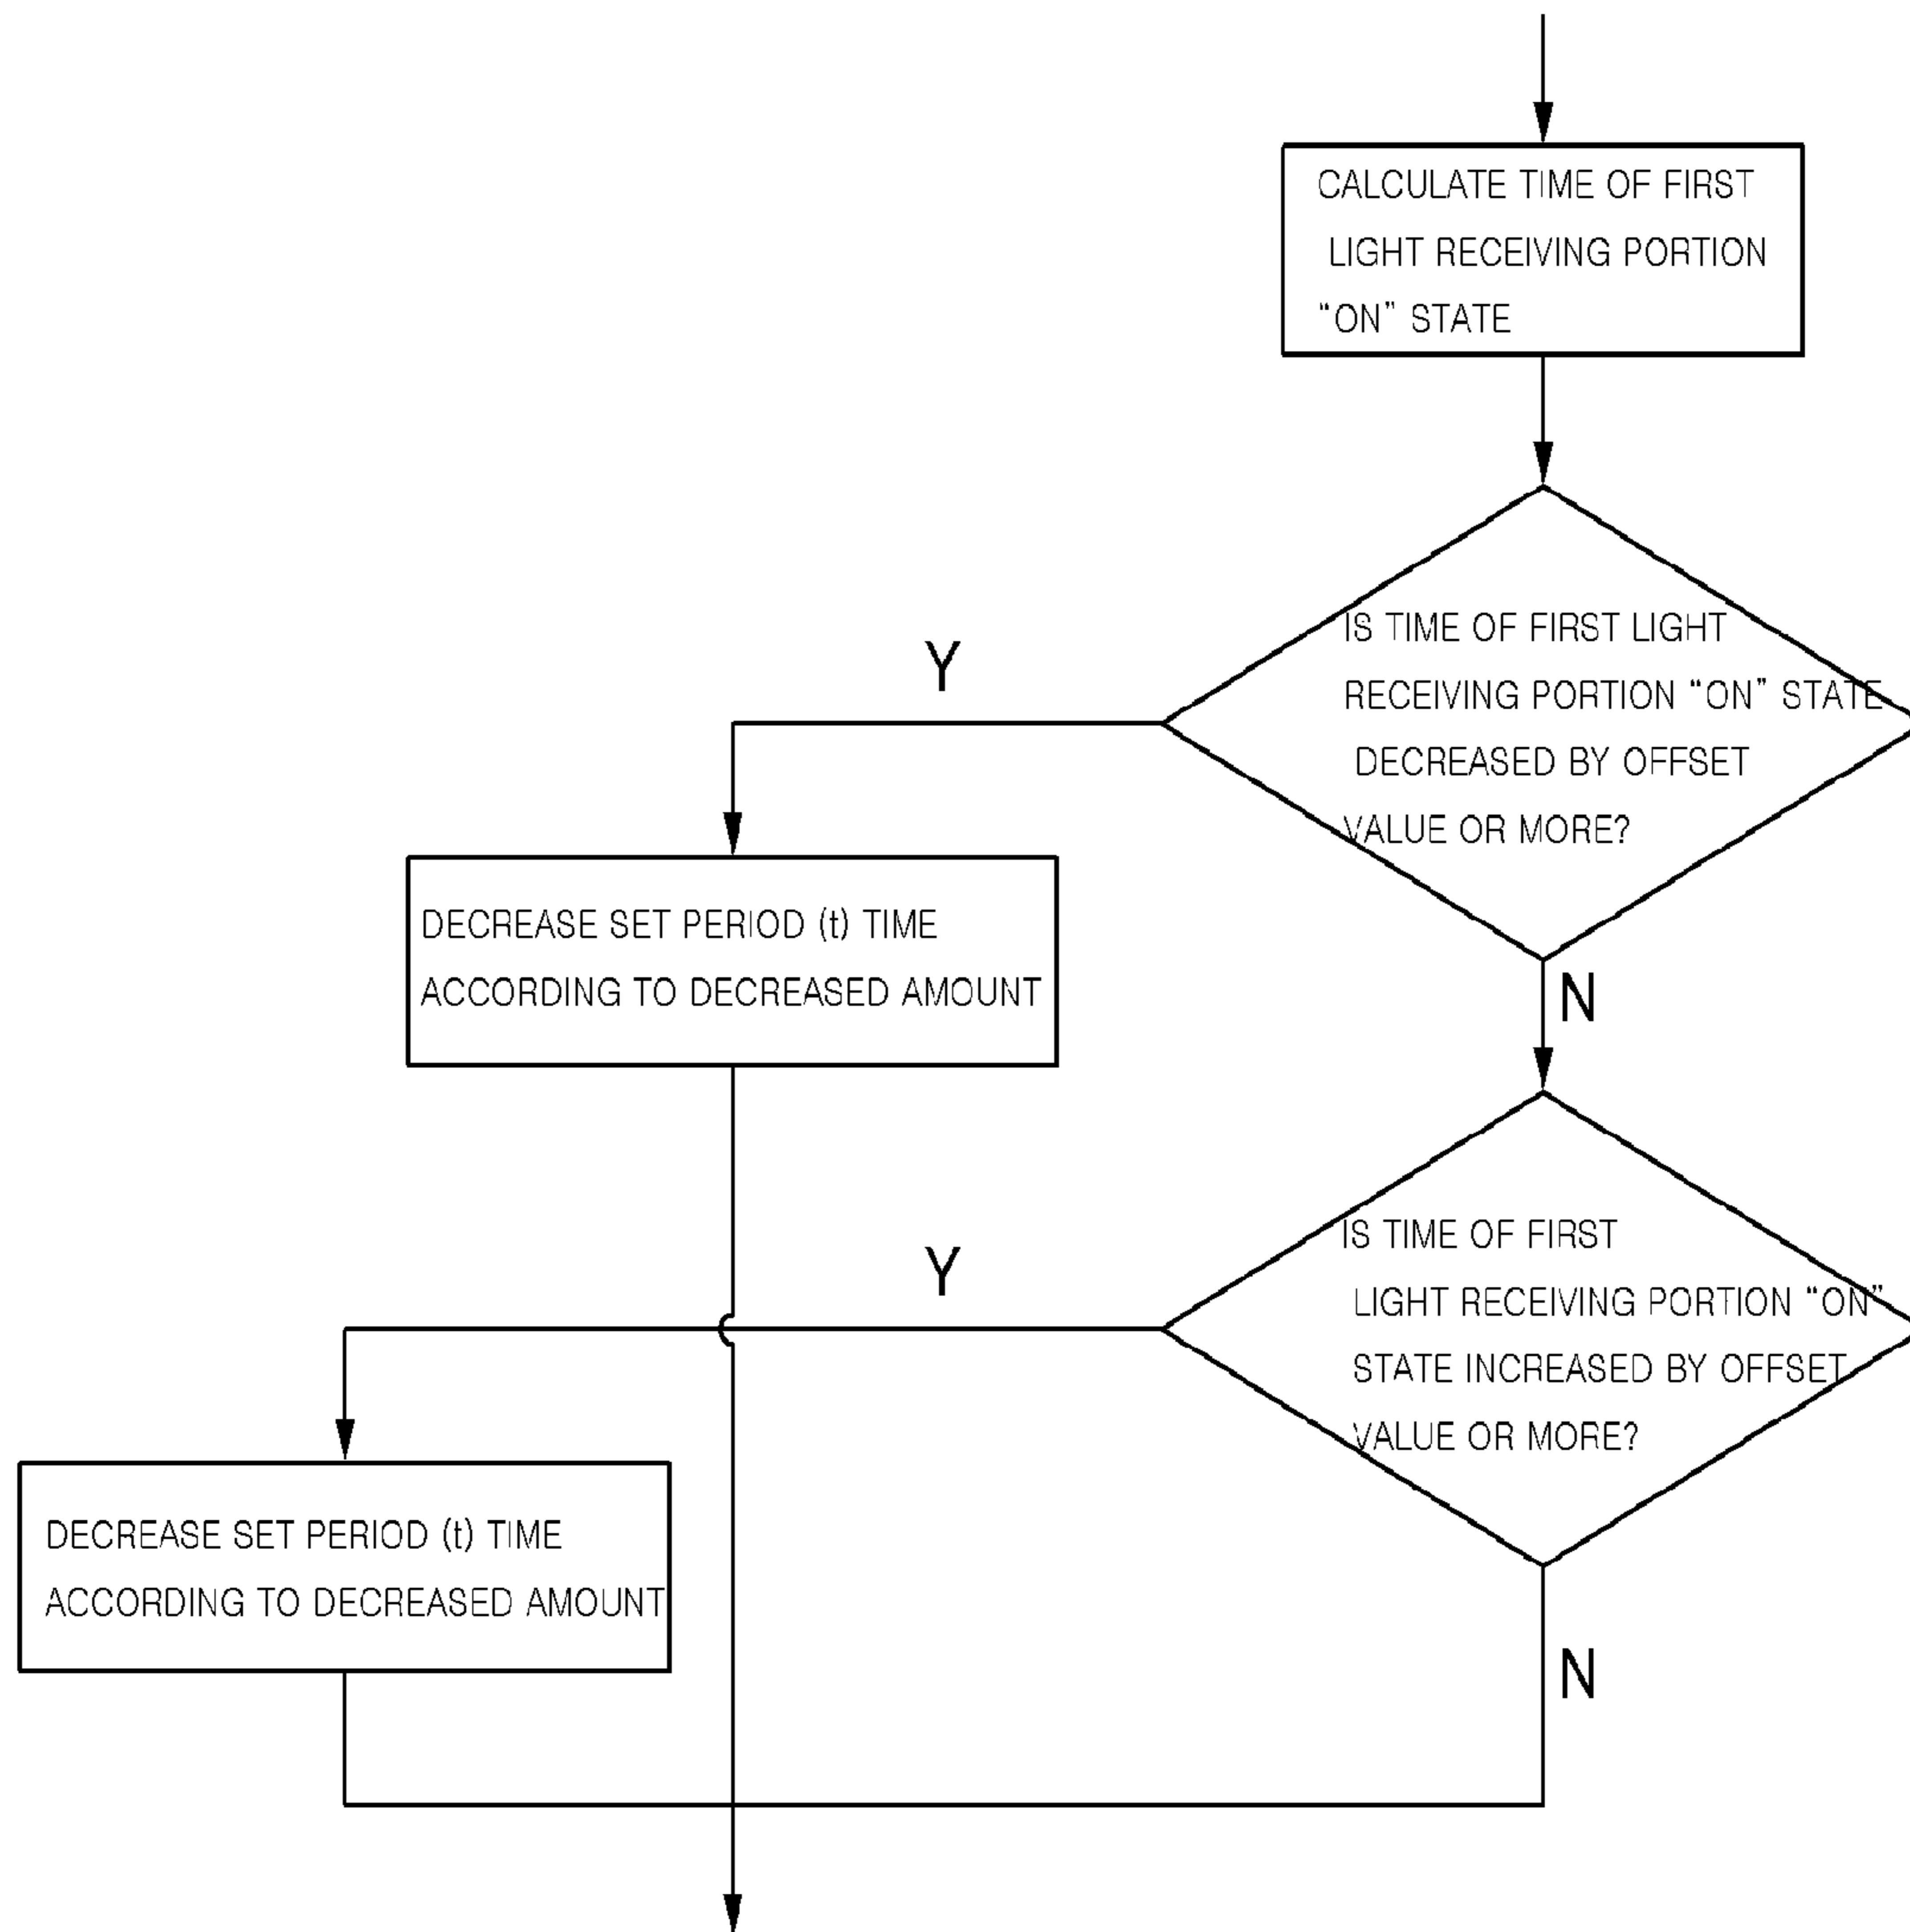 CALCULATE TIME OF FIRST
LIGHT RECEIVING PORTION
“ON” STATE
IS TIME OF FIRST LIGHT
RECEIVING PORTION “ON” STATE
DECREASED BY OFFSET
VALUE OR MORE?
Y
DECREASE SET PERIOD (t) TIME
ACCORDING TO DECREASED AMOUNT
N
IS TIME OF FIRST
LIGHT RECEIVING PORTION “ON”
STATE INCREASED BY OFFSET
VALUE OR MORE?
Y
DECREASE SET PERIOD (t) TIME
ACCORDING TO DECREASED AMOUNT
N